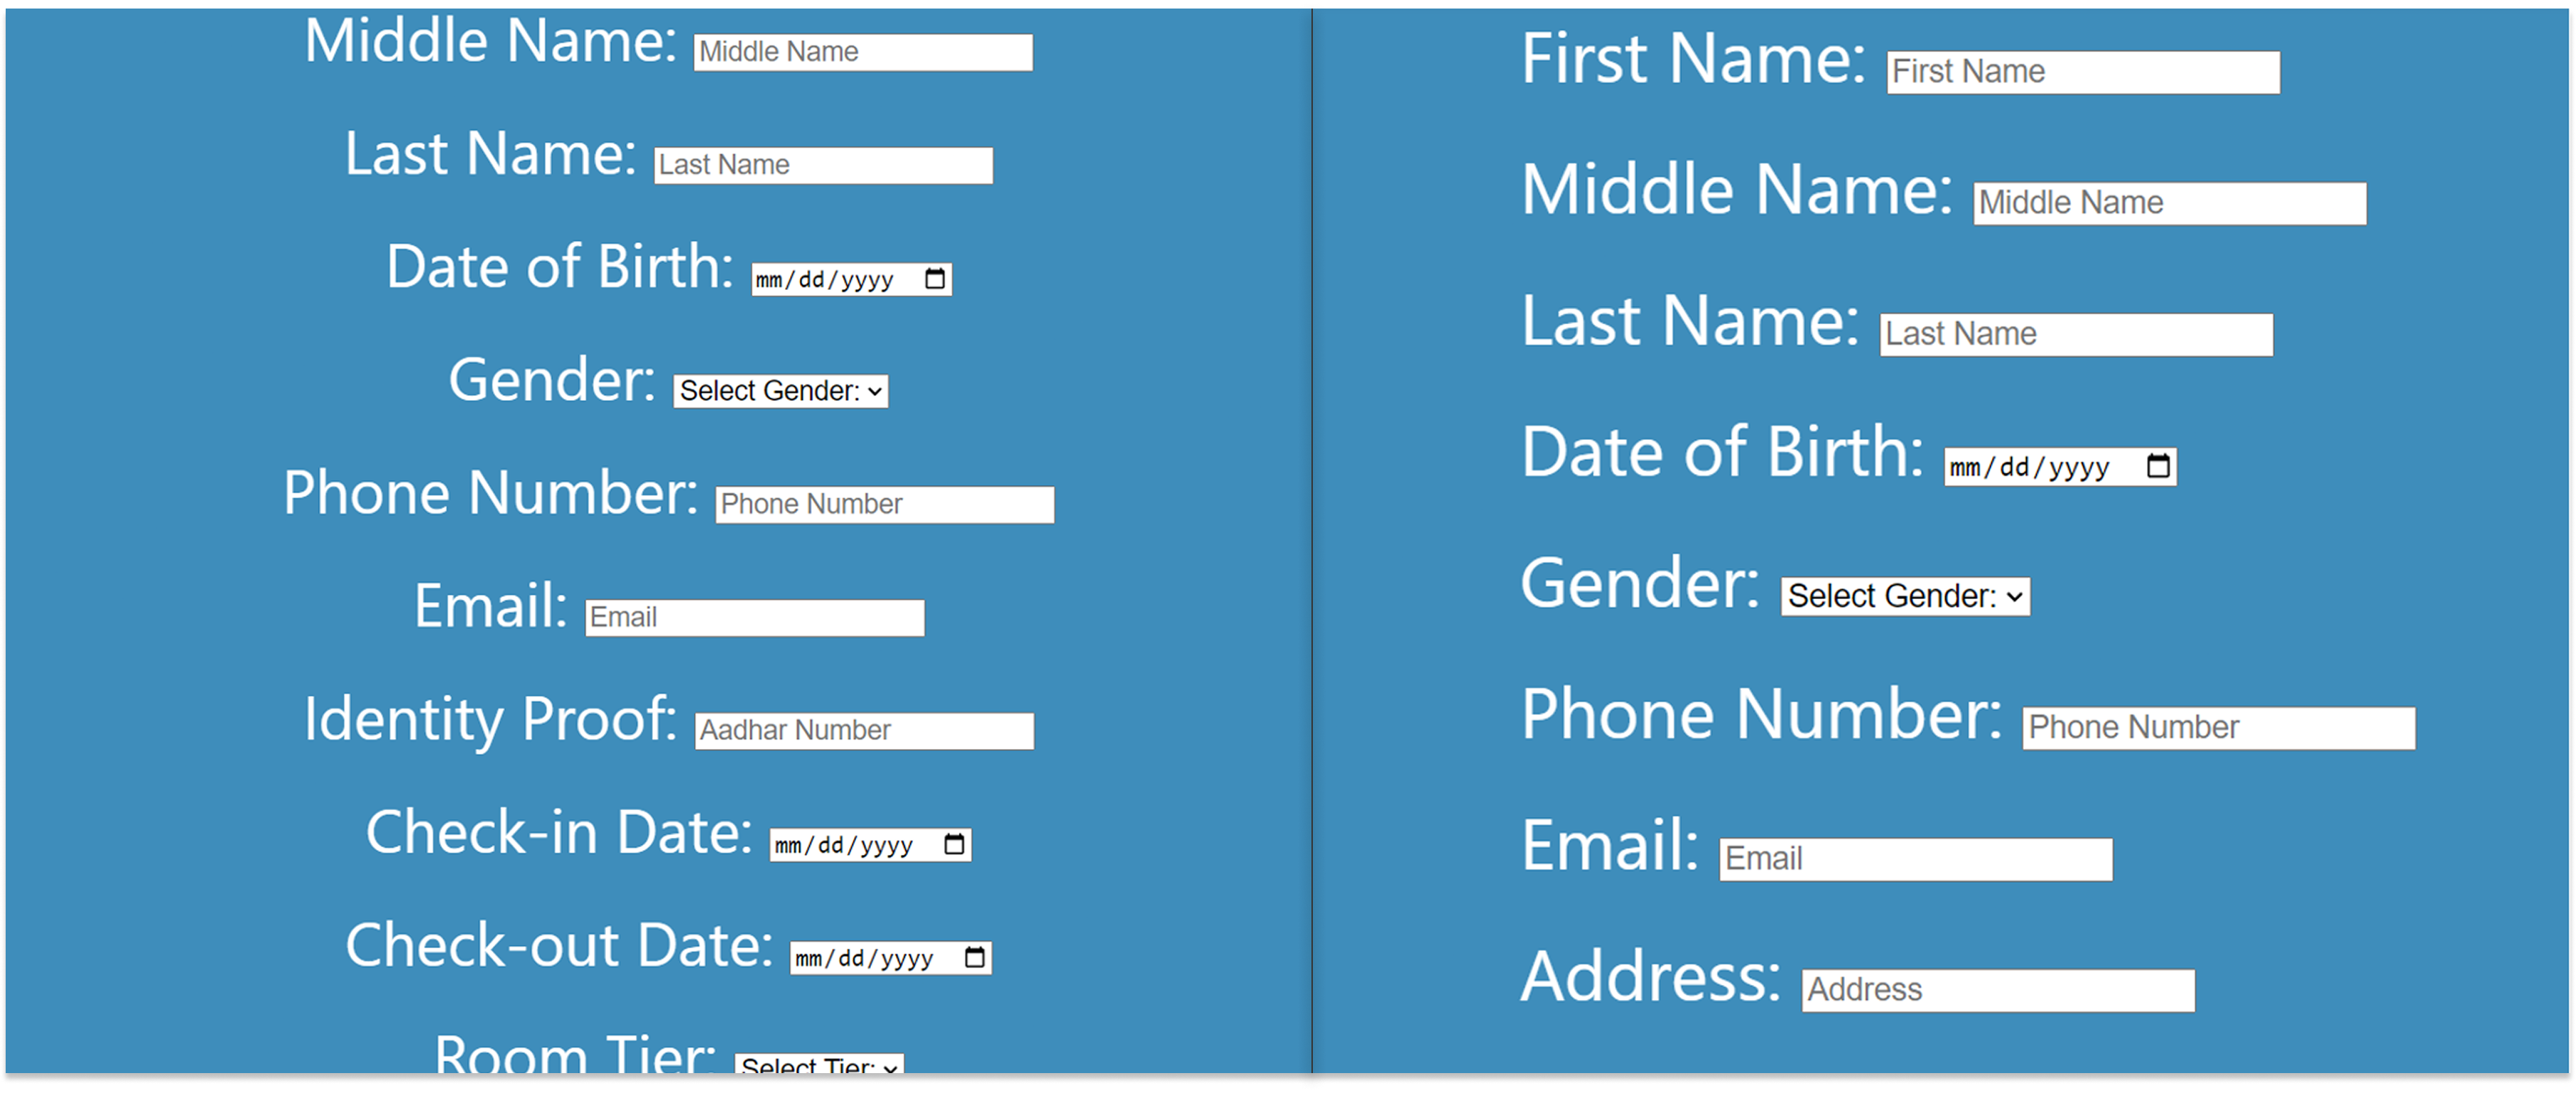 Middle Name: Middle Name
Last Name: Last Name
Date of Birth: mm/dd/yyyy
Gender: Select Gender:
Phone Number: Phone Number
Email: Email
Identity Proof: Aadhar Number
Check-in Date: mm/dd/yyyy
Check-out Date: mm/dd/yyyy
Room Tier: Select Tier:
First Name: First Name
Middle Name: Middle Name
Last Name: Last Name
Date of Birth: mm/dd/yyyy
Gender: Select Gender:
Phone Number: Phone Number
Email: Email
Address: Address